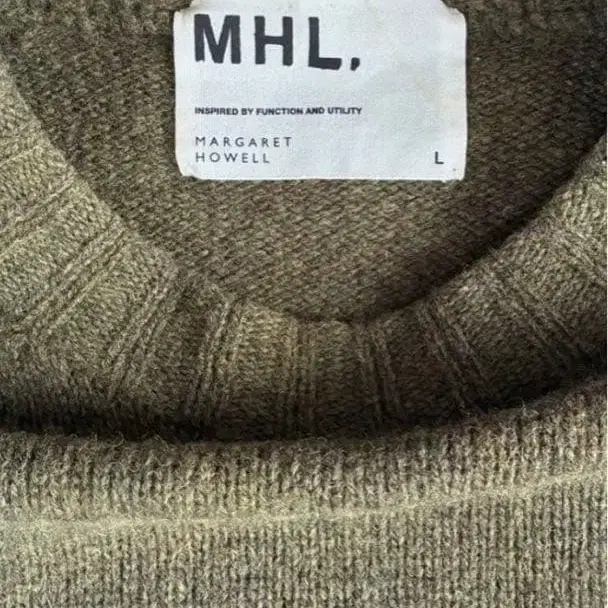 MHL.
INSPIRED BY FUNCTION AND UTILITY
MARGARET
HOWELL
L